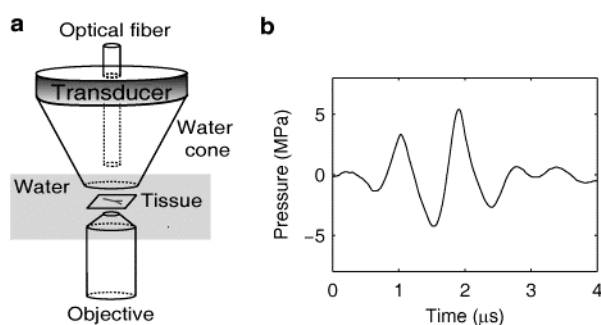 a
Optical fiber
Transducer
Water
cone
Water
Tissue
Objective
b
Pressure (MPa)
5
0
−5
0 1 2 3 4
Time (μs)